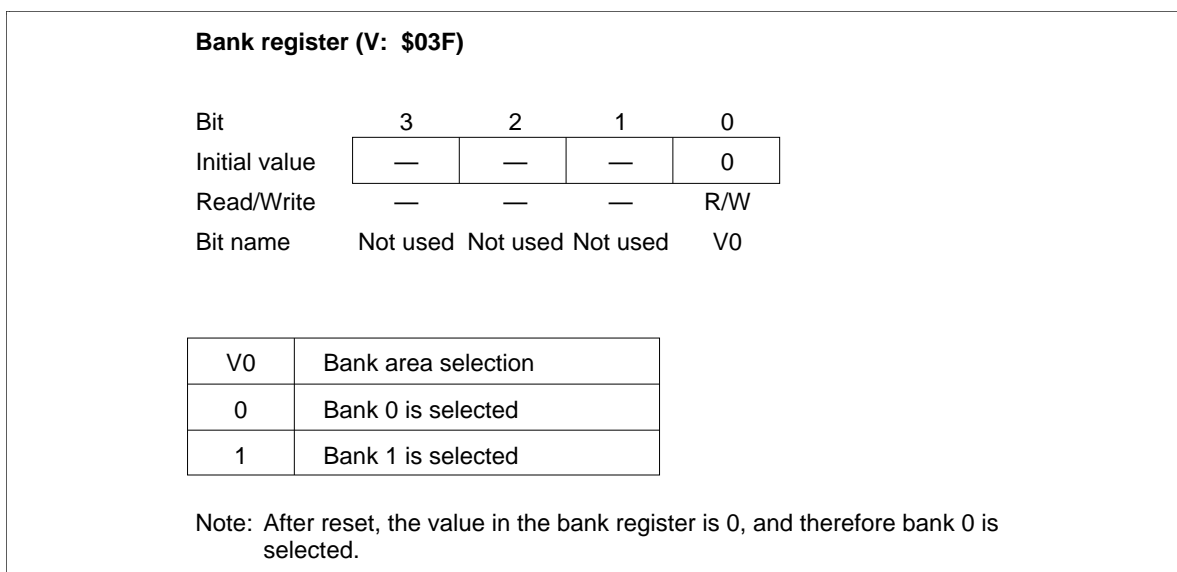 Bank register (V: $03F)
Bit 3 2 1 0
Initial value — — — 0
Read/Write — — — R/W
Bit name Not used Not used Not used V0
V0 Bank area selection
0 Bank 0 is selected
1 Bank 1 is selected
Note: After reset, the value in the bank register is 0, and therefore bank 0 is
selected.